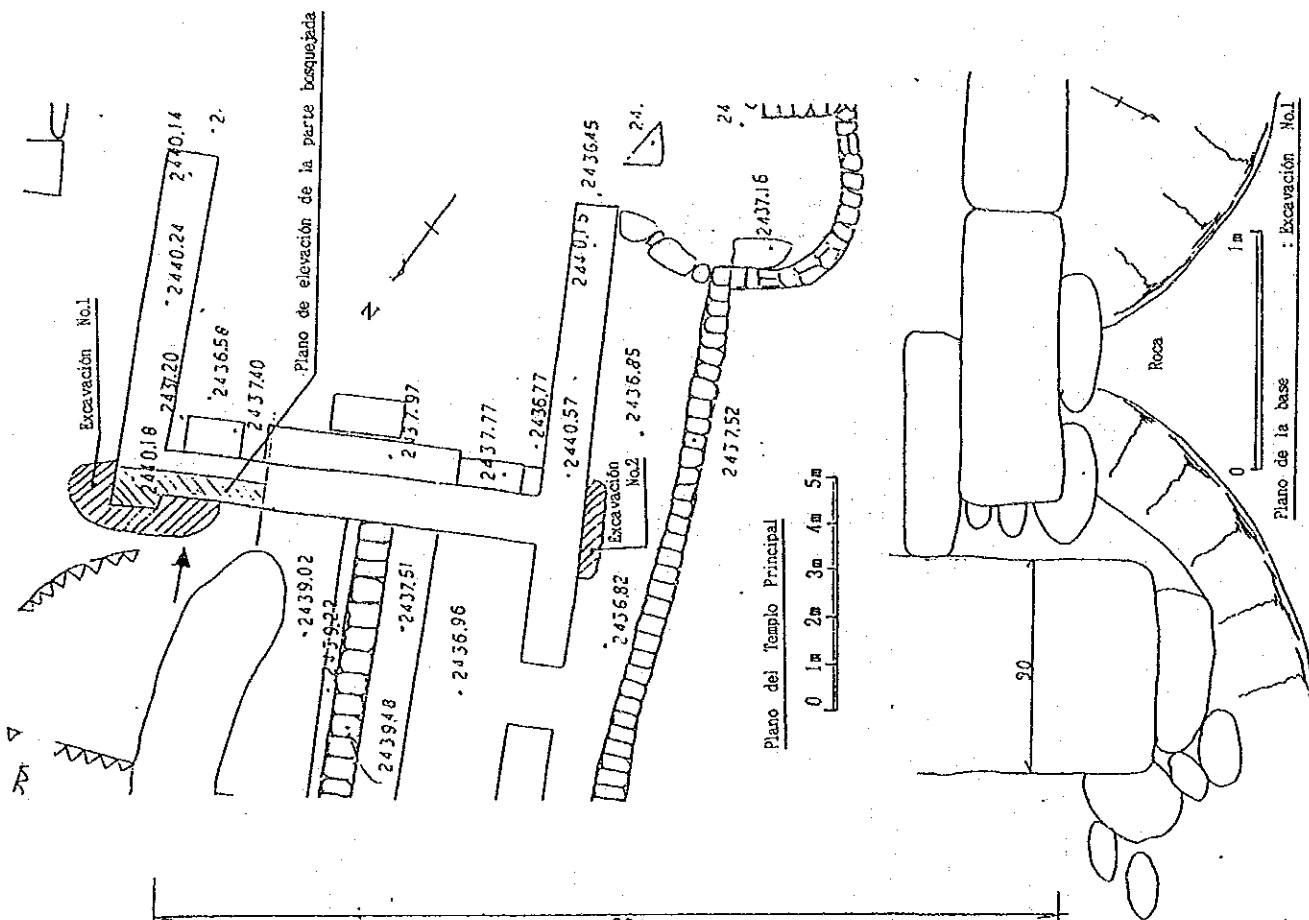 Excavación No.1
Plano de elevación de la parte bosquejada
2440.14
2440.24
2437.20
2440.18
2436.58
2437.40
N
2436.45
24.
24
2440.15
2437.16
2437.97
2437.77
2436.77
2440.57
2436.85
Excavación
No.2
2437.52
2439.02
2437.51
2436.96
2439.48
2436.82
Plano del Templo Principal
0 1m 2m 3m 4m 5m
90
Roca
0 1m
Plano de la base : Excavación No.1